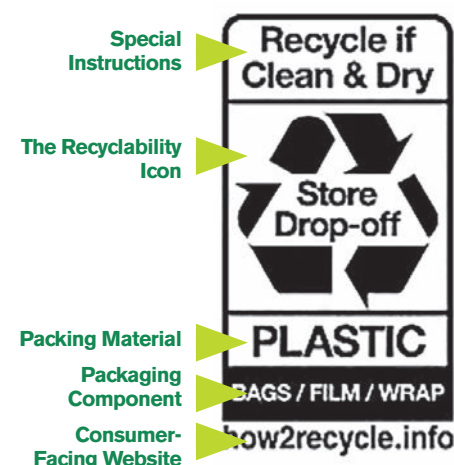 Special
Instructions
Recycle if
Clean & Dry
The Recyclability
Icon
Store
Drop-off
Packing Material
PLASTIC
Packaging
Component
BAGS / FILM / WRAP
Consumer-
Facing Website
how2recycle.info